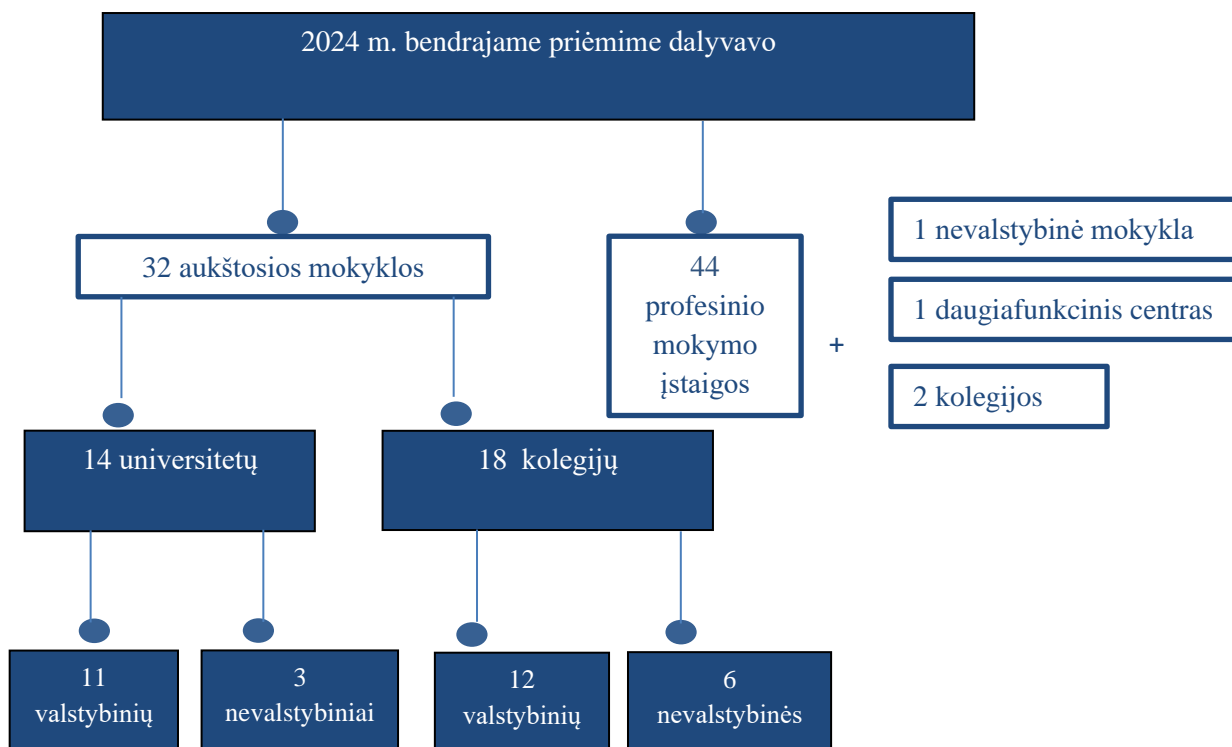 2024 m. bendrajame priėmime dalyvavo
32 aukštosios mokyklos
44
profesinio
mokymo
įstaigos
+
1 nevalstybinė mokykla
1 daugiafunkcinis centras
2 kolegijos
14 universitetų
18 kolegijų
11
valstybinių
3
nevalstybiniai
12
valstybinių
6
nevalstybinės